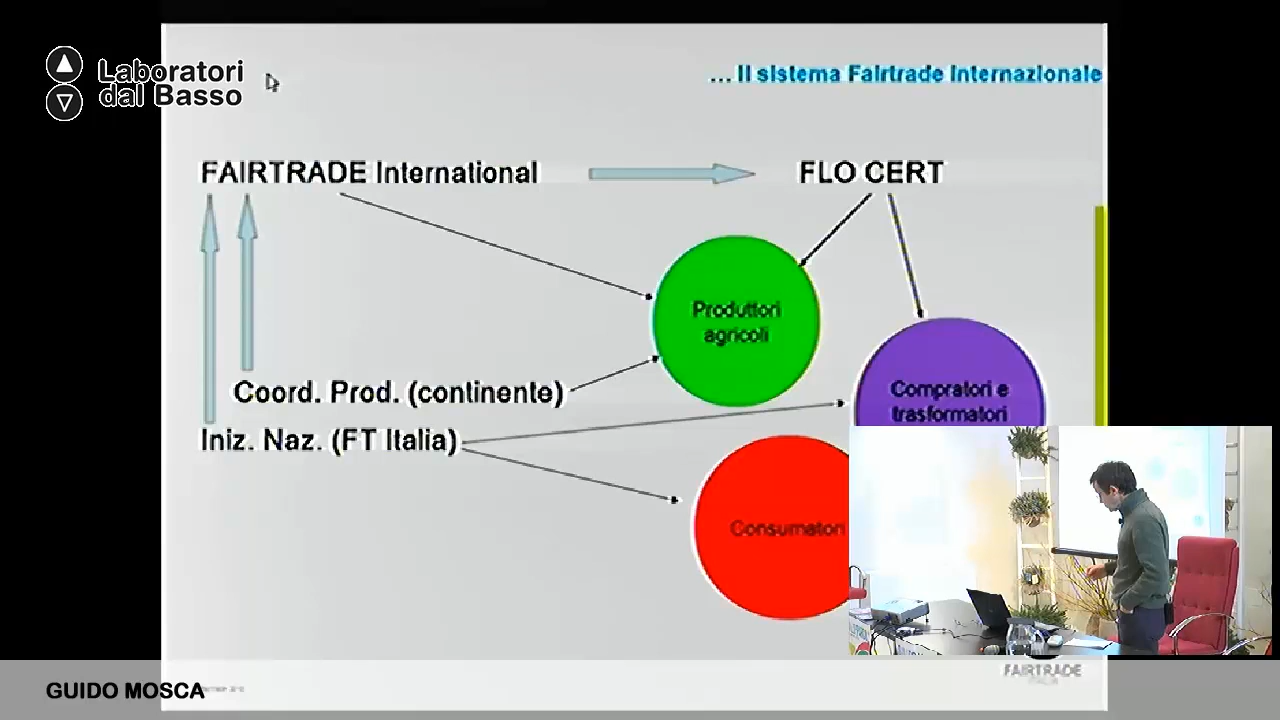 Laboratori
dal Basso
... Il sistema Fairtrade Internazionale
FAIRTRADE International
FLO CERT
Produttori
agricoli
Coord. Prod. (continente)
Compratori e
trasformatori
Iniz. Naz. (FT Italia)
Consumatori
FAIRTRADE
GUIDO MOSCA